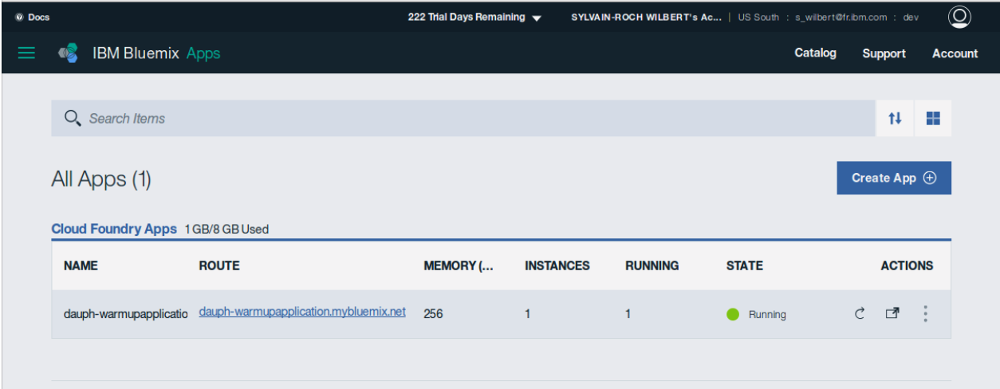 Docs 222 Trial Days Remaining SYLVAIN-ROCH WILBERT's Ac... | US South : s_wilbert@fr.ibm.com : dev
IBM Bluemix Apps Catalog Support Account
Search Items
All Apps (1) Create App
Cloud Foundry Apps 1 GB/8 GB Used
NAME ROUTE MEMORY (... INSTANCES RUNNING STATE ACTIONS
dauph-warmupapplicatio dauph-warmupapplication.mybluemix.net 256 1 1 Running